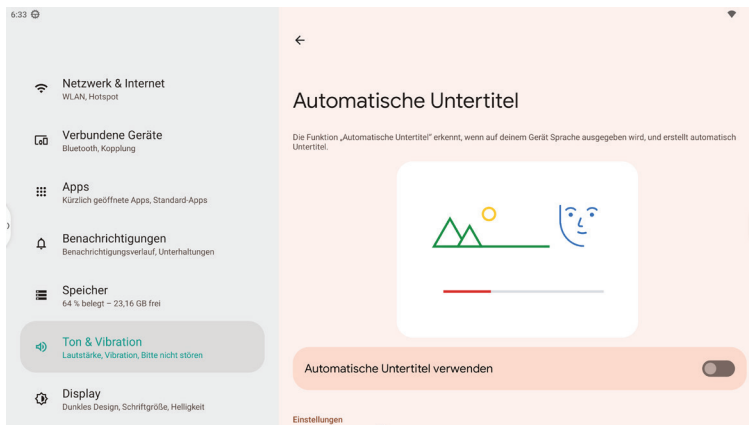 6:33
Netzwerk & Internet
WLAN, Hotspot
Verbundene Geräte
Bluetooth, Kopplung
Apps
Kürzlich geöffnete Apps, Standard-Apps
Benachrichtigungen
Benachrichtigungsverlauf, Unterhaltungen
Speicher
64 % belegt – 23,16 GB frei
Ton & Vibration
Lautstärke, Vibration, Bitte nicht stören
Display
Dunkles Design, Schriftgröße, Helligkeit
Automatische Untertitel
Die Funktion „Automatische Untertitel“ erkennt, wenn auf deinem Gerät Sprache ausgegeben wird, und erstellt automatisch
Untertitel.
Automatische Untertitel verwenden
Einstellungen